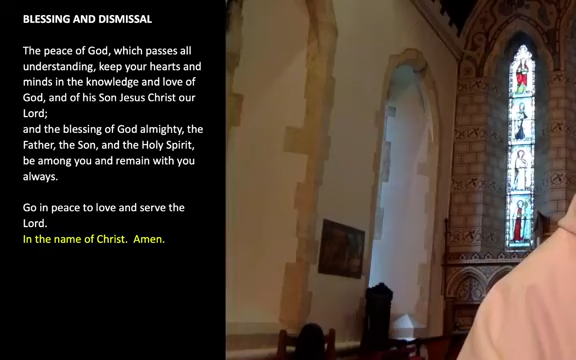 BLESSING AND DISMISSAL
The peace of God, which passes all
understanding, keep your hearts and
minds in the knowledge and love of
God, and of his Son Jesus Christ our
Lord;
and the blessing of God almighty, the
Father, the Son, and the Holy Spirit,
be among you and remain with you
always.
Go in peace to love and serve the
Lord.
In the name of Christ.  Amen.